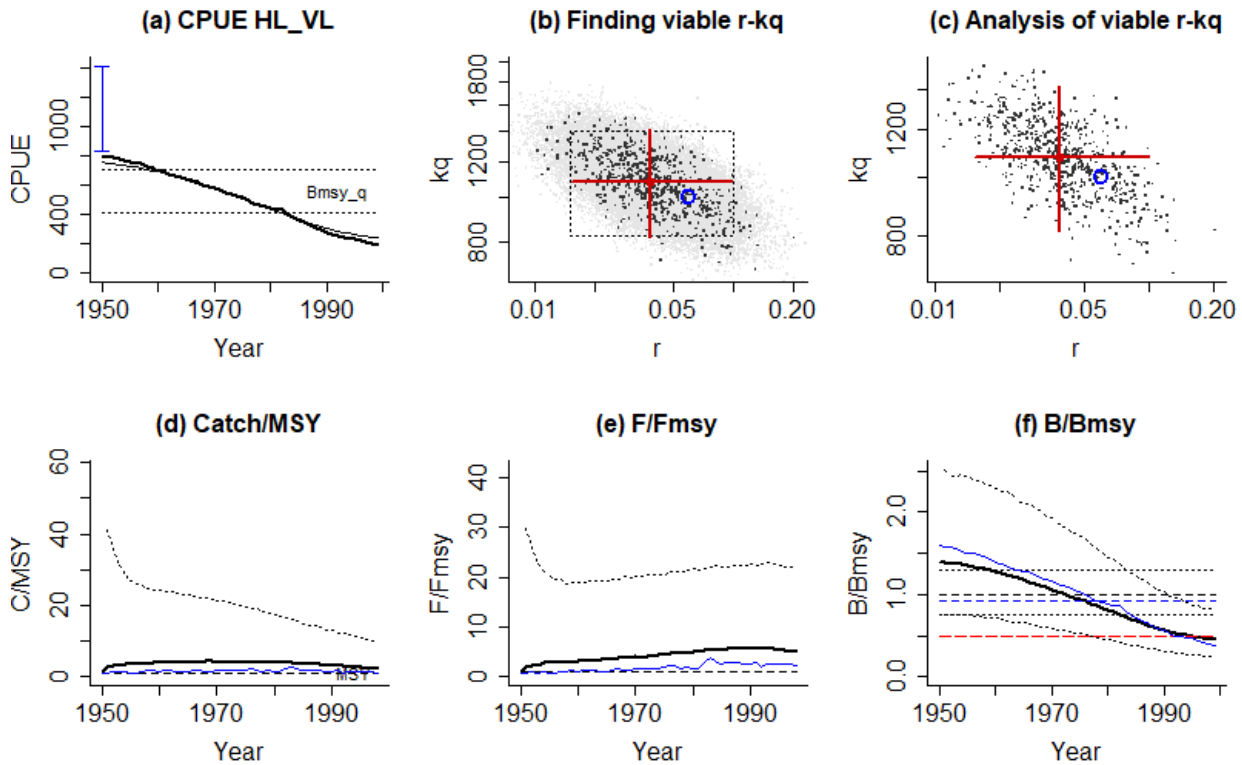 (a) CPUE HL_VL
(b) Finding viable r-kq
(c) Analysis of viable r-kq
CPUE
0 400 1000
Bmsy_q
1950 1970 1990
Year
kq
800 1200 1800
0.01 0.05 0.20
r
kq
800 1200
0.01 0.05 0.20
r
(d) Catch/MSY
(e) F/Fmsy
(f) B/Bmsy
C/MSY
0 20 40 60
MSY
1950 1970 1990
Year
F/Fmsy
0 10 20 30 40
1950 1970 1990
Year
B/Bmsy
0.0 1.0 2.0
1950 1970 1990
Year